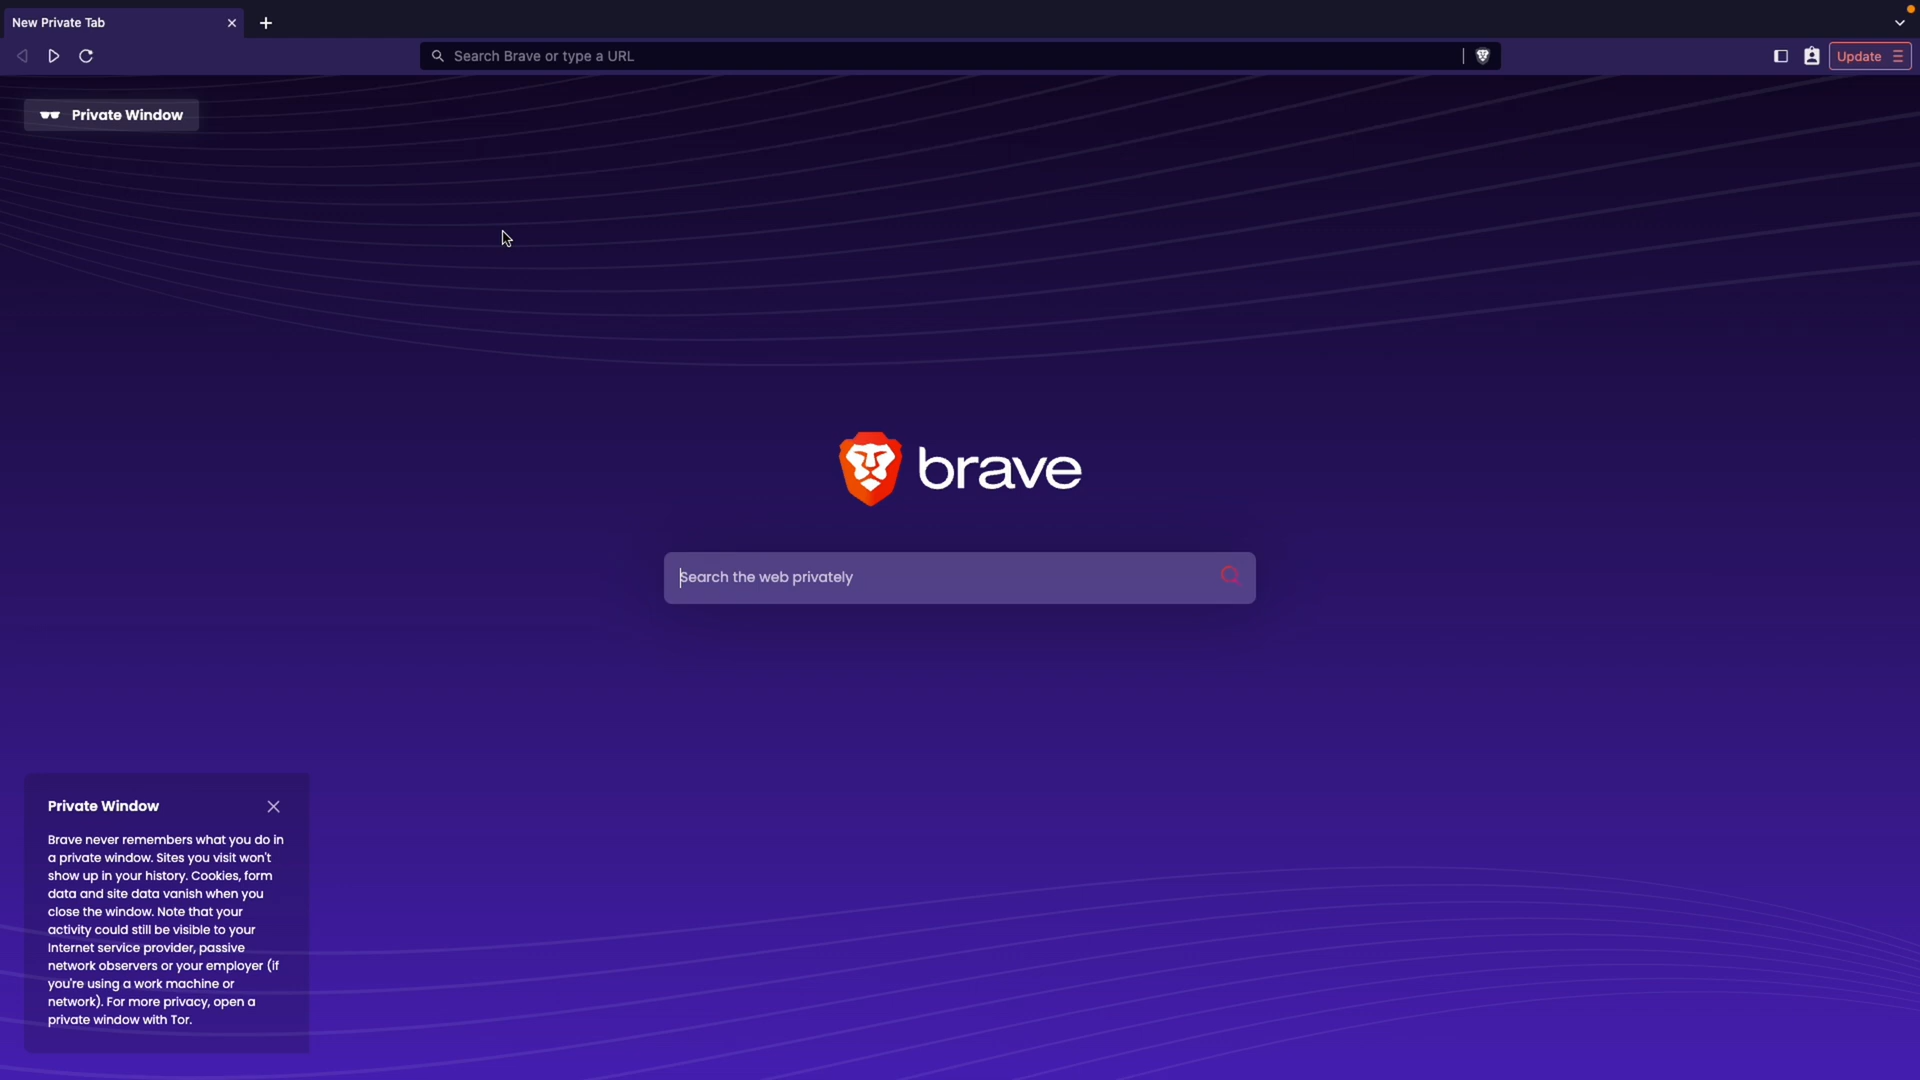 New Private Tab
Search Brave or type a URL
Update
Private Window
brave
Search the web privately
Private Window
Brave never remembers what you do in
a private window. Sites you visit won't
show up in your history. Cookies, form
data and site data vanish when you
close the window. Note that your
activity could still be visible to your
Internet service provider, passive
network observers or your employer (if
you're using a work machine or
network). For more privacy, open a
private window with Tor.